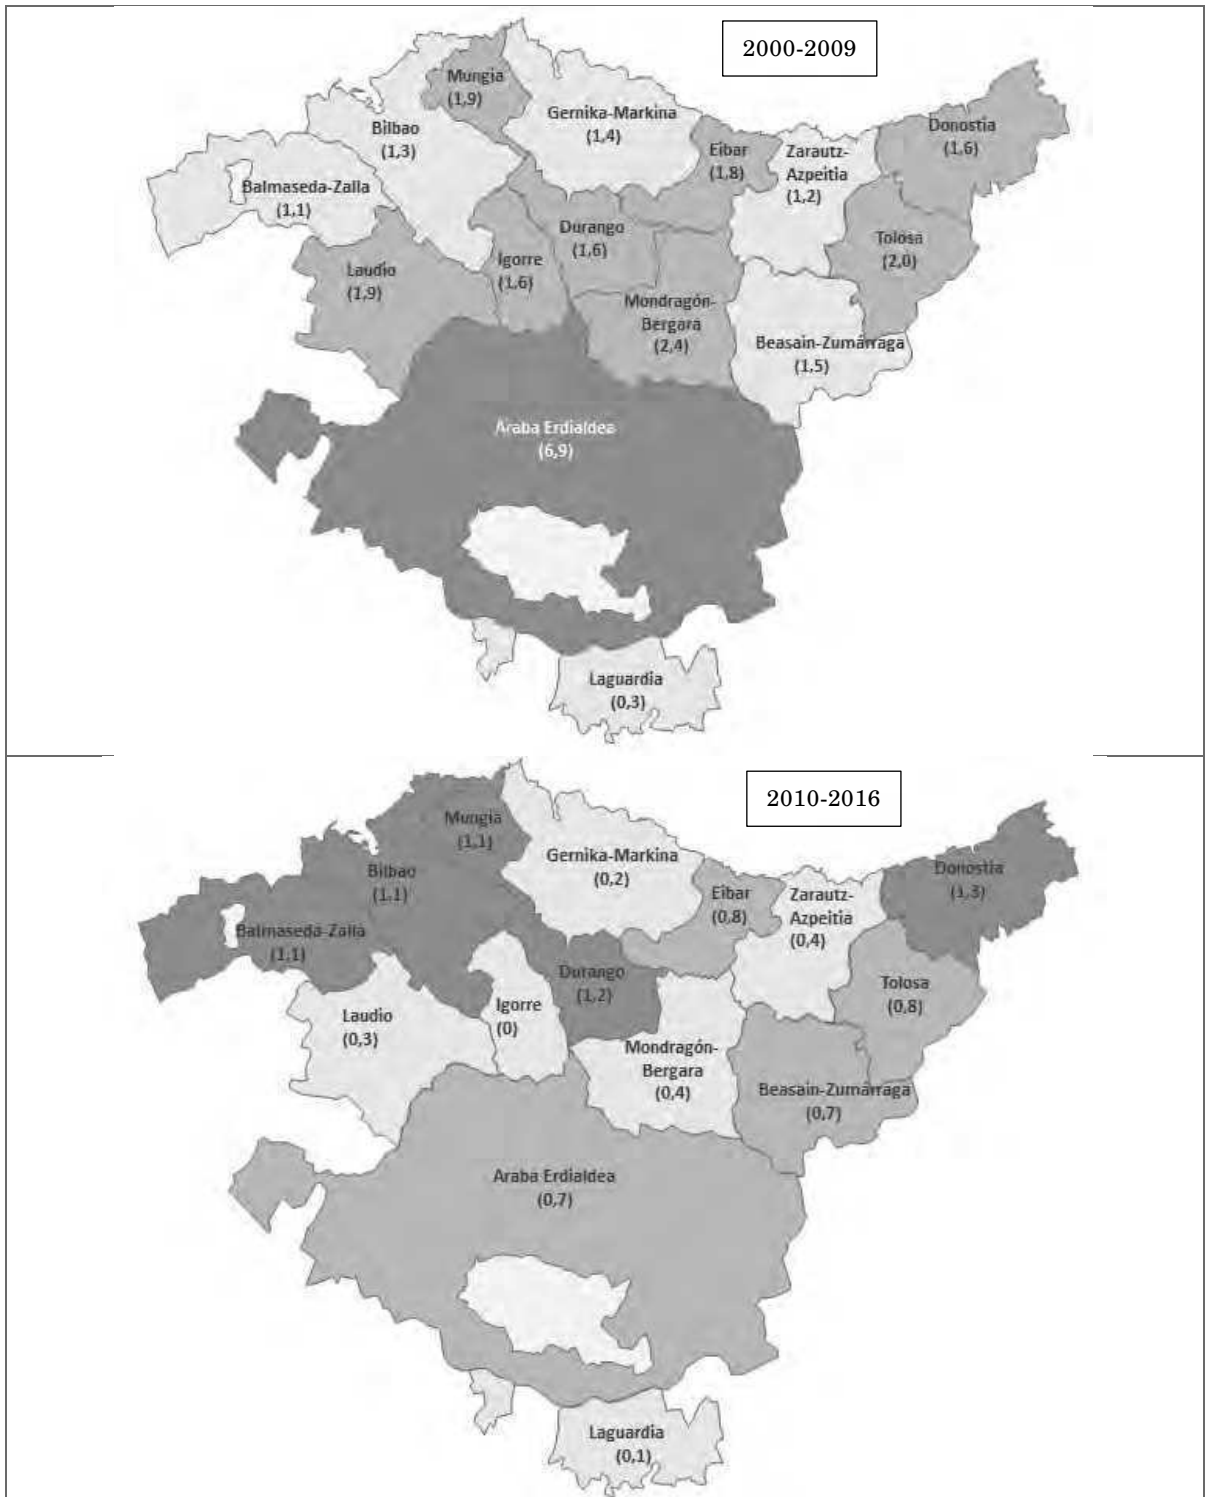 2000-2009
Mungia
(1,9)
Gernika-Markina
(1,4)
Bilbao
(1,3)
Donostia
(1,6)
Eibar
(1,8)
Zarautz-
Azpeitia
(1,2)
Balmaseda-Zalla
(1,1)
Durango
(1,6)
Tolosa
(2,0)
Igorre
(1,6)
Laudio
(1,9)
Mondragón-
Bergara
(2,4)
Beasain-Zumárraga
(1,5)
Araba Erdialdea
(6,9)
Laguardia
(0,3)
2010-2016
Mungia
(1,1)
Gernika-Markina
(0,2)
Bilbao
(1,1)
Donostia
(1,3)
Eibar
(0,8)
Zarautz-
Azpeitia
(0,4)
Balmaseda-Zalla
(1,1)
Durango
(1,2)
Tolosa
(0,8)
Igorre
(0)
Laudio
(0,3)
Mondragón-
Bergara
(0,4)
Beasain-Zumárraga
(0,7)
Araba Erdialdea
(0,7)
Laguardia
(0,1)